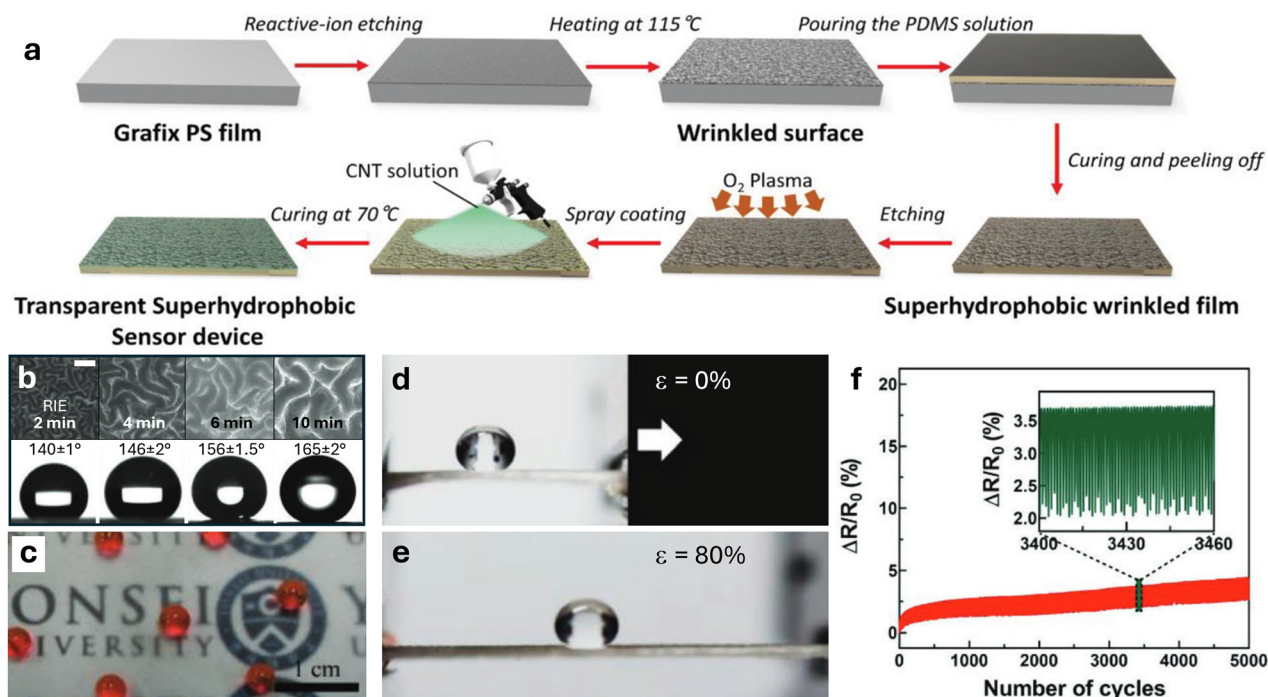 a
Reactive-ion etching
Heating at 115 ℃
Pouring the PDMS solution
Grafix PS film
Wrinkled surface
Curing and peeling off
CNT solution
O₂ Plasma
Curing at 70 ℃
Spray coating
Etching
Transparent Superhydrophobic
Sensor device
Superhydrophobic wrinkled film
b
RIE
2 min
4 min
6 min
10 min
140±1°
146±2°
156±1.5°
165±2°
c
ONSEI
IVERSITY
1 cm
d
ε = 0%
e
ε = 80%
f
ΔR/R₀ (%)
20
15
10
5
0
0
1000
2000
3000
4000
5000
Number of cycles
ΔR/R₀ (%)
3.5
3.0
2.5
2.0
3400
3430
3460